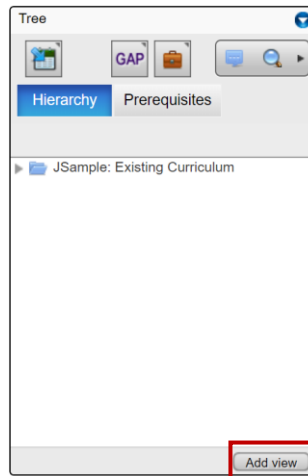 Tree
GAP
Hierarchy Prerequisites
JSample: Existing Curriculum
Add view